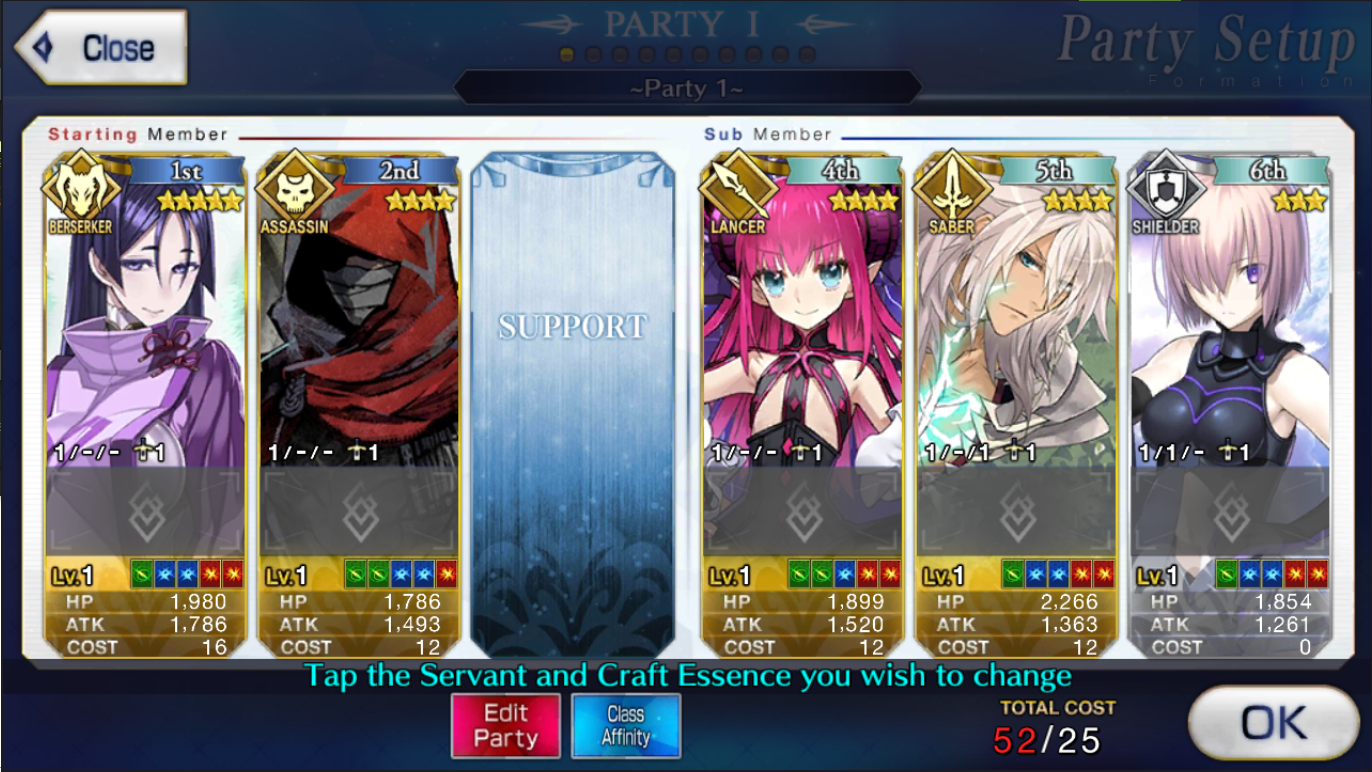 Close
PARTY I
Party Setup
Formation
~Party 1~
Starting Member
Sub Member
1st
BERSERKER
1/-/- 1
Lv.1
HP 1,980
ATK 1,786
COST 16
2nd
ASSASSIN
1/-/- 1
Lv.1
HP 1,786
ATK 1,493
COST 12
SUPPORT
4th
LANCER
1/-/- 1
Lv.1
HP 1,899
ATK 1,520
COST 12
5th
SABER
1/-/1 1
Lv.1
HP 2,266
ATK 1,363
COST 12
6th
SHIELDER
1/1/- 1
Lv.1
HP 1,854
ATK 1,261
COST 0
Tap the Servant and Craft Essence you wish to change
Edit
Party
Class
Affinity
TOTAL COST
52/25
OK